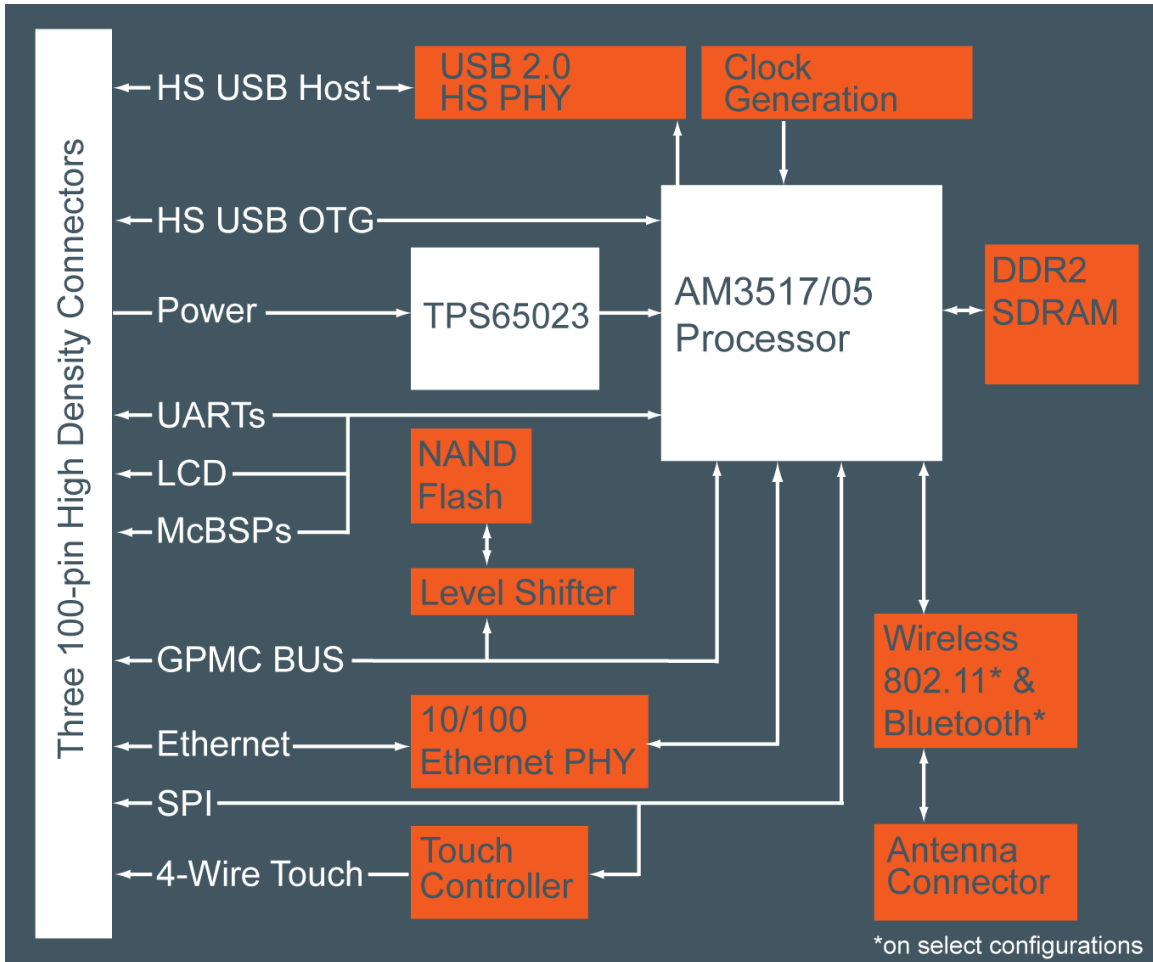 Three 100-pin High Density Connectors
HS USB Host
USB 2.0
HS PHY
Clock
Generation
HS USB OTG
Power
TPS65023
AM3517/05
Processor
DDR2
SDRAM
UARTs
LCD
McBSPs
NAND
Flash
Level Shifter
GPMC BUS
Ethernet
10/100
Ethernet PHY
Wireless
802.11* &
Bluetooth*
SPI
4-Wire Touch
Touch
Controller
Antenna
Connector
*on select configurations